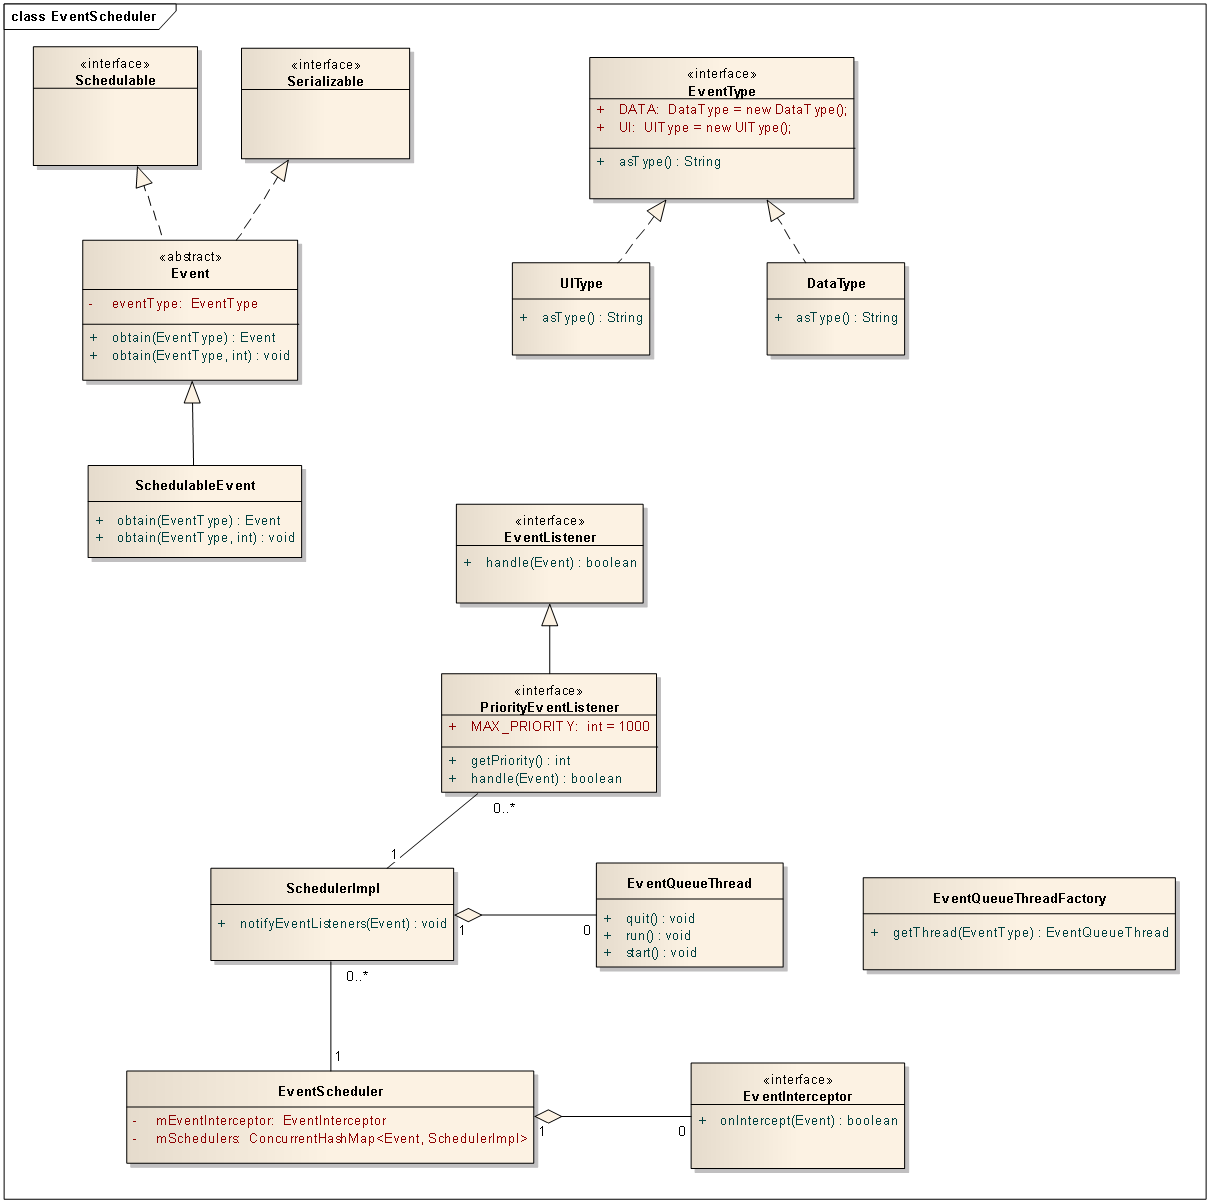 class EventScheduler
«interface»
Schedulable
«interface»
Serializable
«interface»
EventType
+ DATA: DataType = new DataType();
+ UI: UIType = new UIType();
+ asType() : String
«abstract»
Event
- eventType: EventType
+ obtain(EventType) : Event
+ obtain(EventType, int) : void
UIType
+ asType() : String
DataType
+ asType() : String
SchedulableEvent
+ obtain(EventType) : Event
+ obtain(EventType, int) : void
«interface»
EventListener
+ handle(Event) : boolean
«interface»
PriorityEventListener
+ MAX_PRIORITY: int = 1000
+ getPriority() : int
+ handle(Event) : boolean
0..*
1
SchedulerImpl
+ notifyEventListeners(Event) : void
1
0
EventQueueThread
+ quit() : void
+ run() : void
+ start() : void
EventQueueThreadFactory
+ getThread(EventType) : EventQueueThread
0..*
1
EventScheduler
- mEventInterceptor: EventInterceptor
- mSchedulers: ConcurrentHashMap<Event, SchedulerImpl>
1
0
«interface»
EventInterceptor
+ onIntercept(Event) : boolean